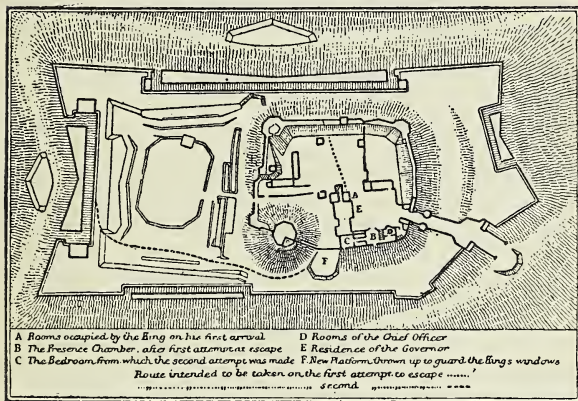 A
E
C B D
F
A Rooms occupied by the King on his first arrival D Rooms of the Chief Officer
B The Presence Chamber, after first attempt at escape E Residence of the Governor
C The Bedroom from which the second attempt was made F. New Platform, thrown up to guard the Kings windows
Route intended to be taken on the first attempt to escape ......
second